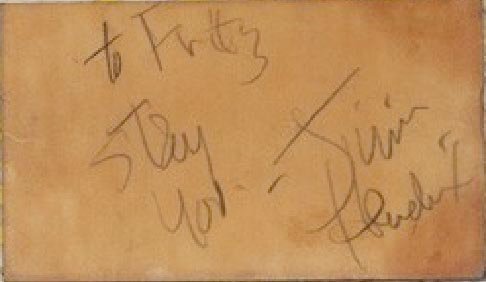 to Fritz
Stay
You -
Jimi
Hendrix